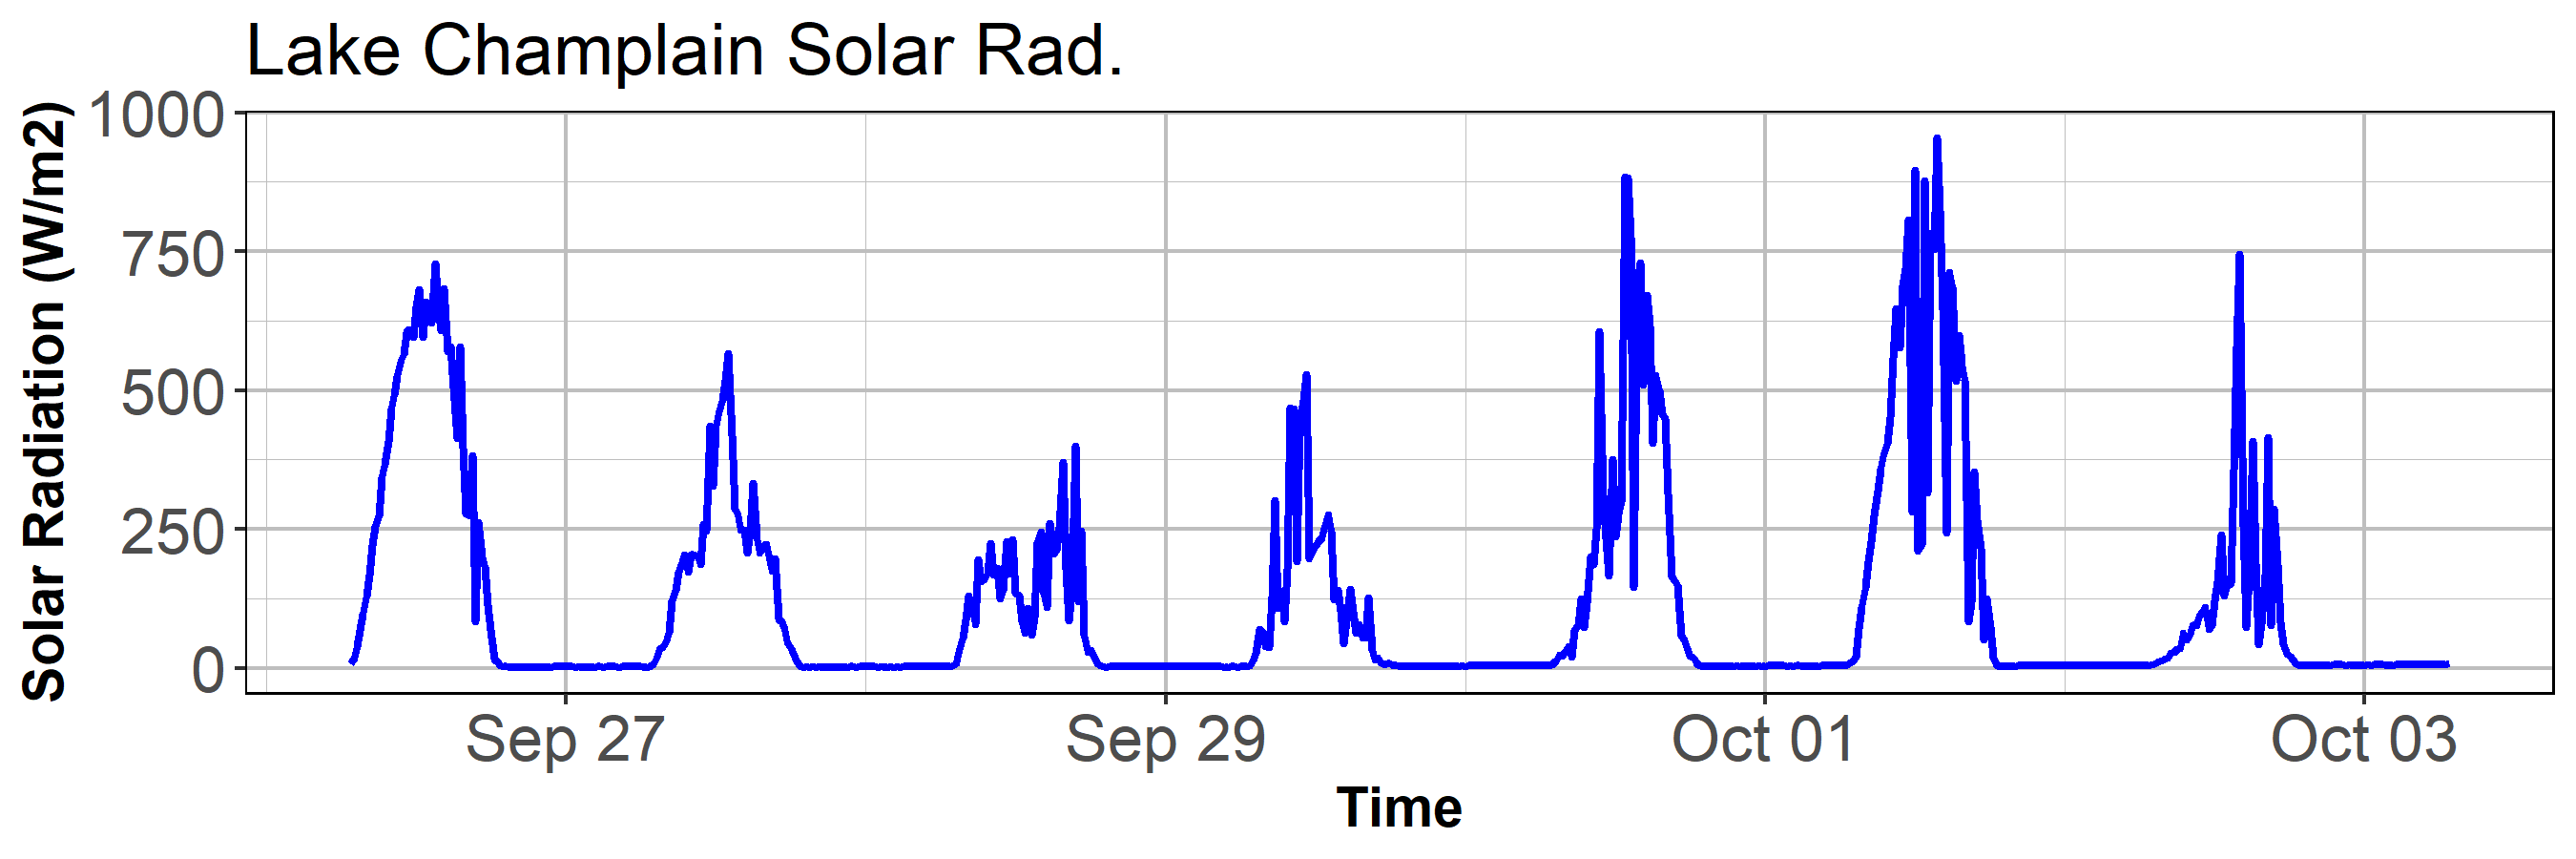 Lake Champlain Solar Rad.
Solar Radiation (W/m2)
1000
750
500
250
0
Sep 27
Sep 29
Oct 01
Oct 03
Time